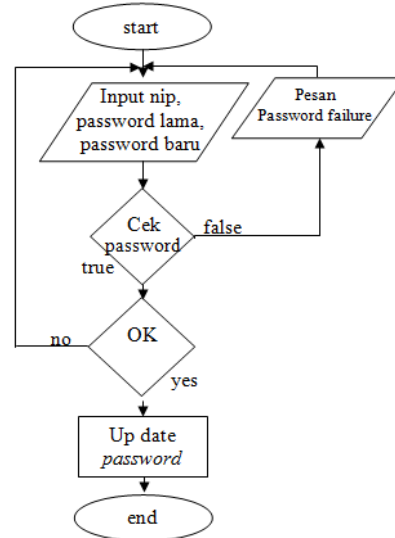 start
Input nip,
password lama,
password baru
Pesan
Password failure
Cek
password
false
true
OK
no
yes
Up date
password
end